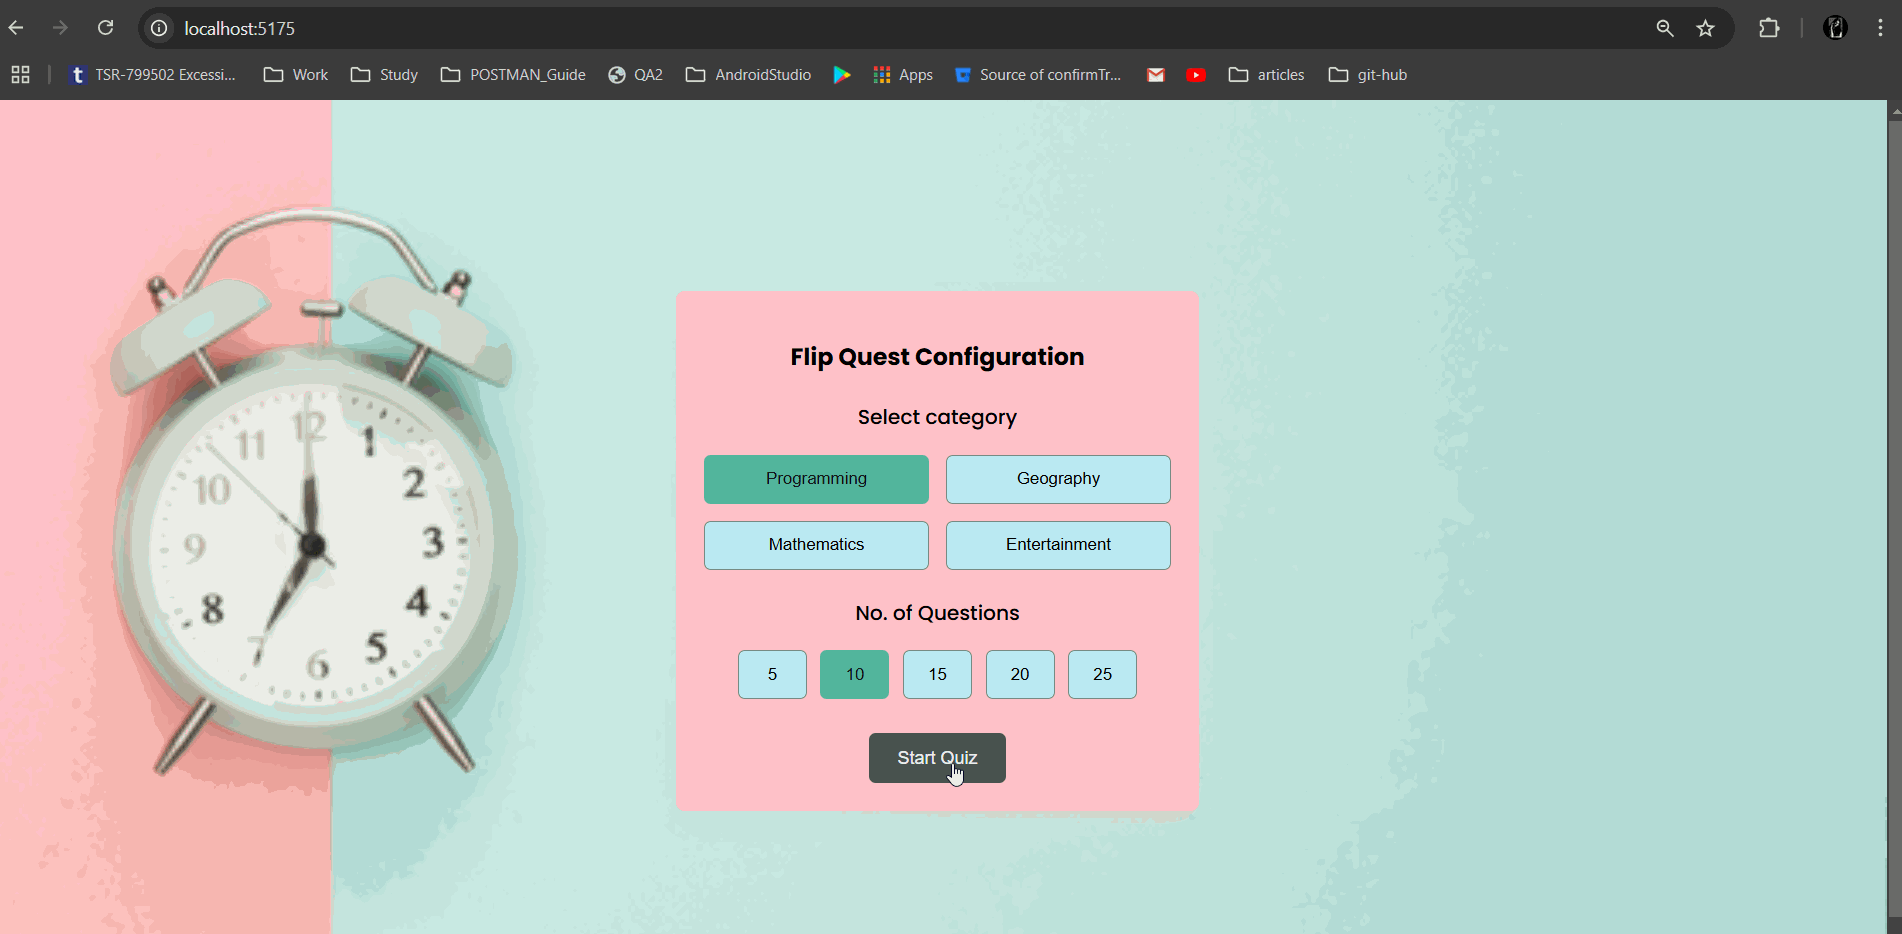 localhost:5175
t TSR-799502 Excessi... Work Study POSTMAN_Guide QA2 AndroidStudio Apps Source of confirmTr... articles git-hub
12
11 1
10 2
9 3
8 4
7 5
6
Flip Quest Configuration
Select category
Programming Geography
Mathematics Entertainment
No. of Questions
5 10 15 20 25
Start Quiz